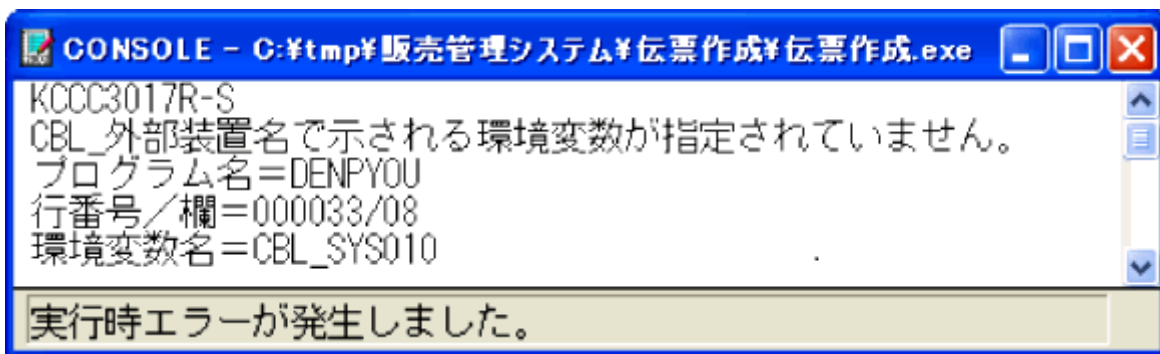 CONSOLE - C:¥tmp¥販売管理システム¥伝票作成¥伝票作成.exe
KCCC3017R-S
CBL_外部装置名で示される環境変数が指定されていません。
プログラム名=DENPYOU
行番号/欄=000033/08
環境変数名=CBL_SYS010
実行時エラーが発生しました。